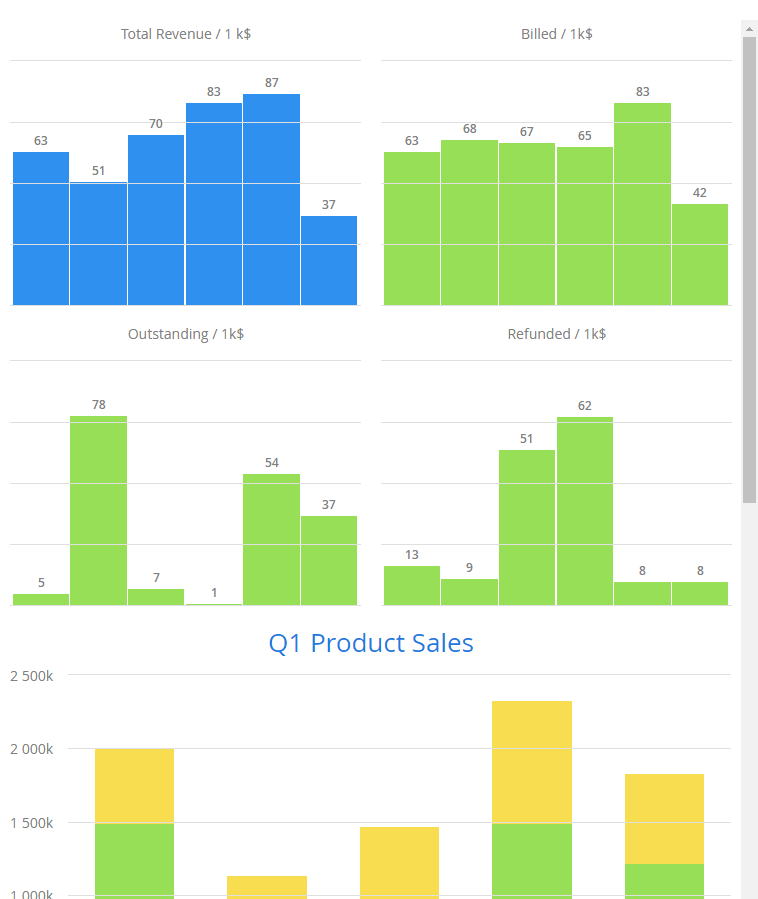 Total Revenue / 1 k$
Billed / 1k$
63 51 70 83 87 37
63 68 67 65 83 42
Outstanding / 1k$
Refunded / 1k$
5 78 7 1 54 37
13 9 51 62 8 8
Q1 Product Sales
2 500k
2 000k
1 500k
1 000k